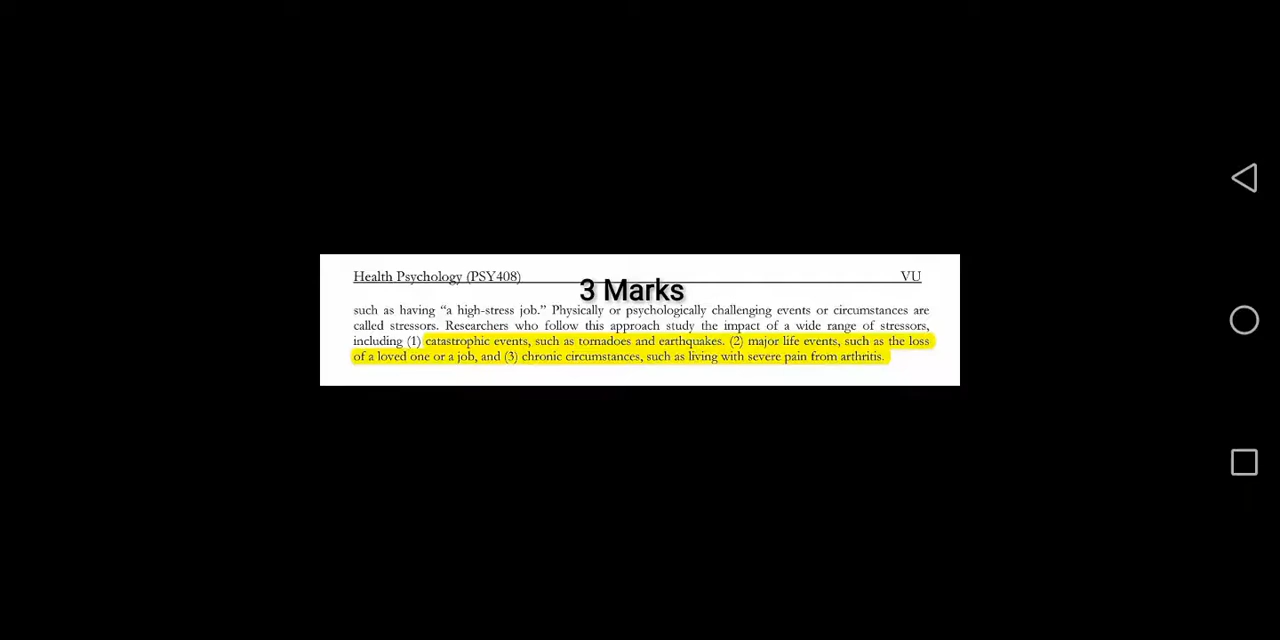 Health Psychology (PSY408) VU
3 Marks
such as having “a high-stress job.” Physically or psychologically challenging events or circumstances are
called stressors. Researchers who follow this approach study the impact of a wide range of stressors,
including (1) catastrophic events, such as tornadoes and earthquakes. (2) major life events, such as the loss
of a loved one or a job, and (3) chronic circumstances, such as living with severe pain from arthritis.